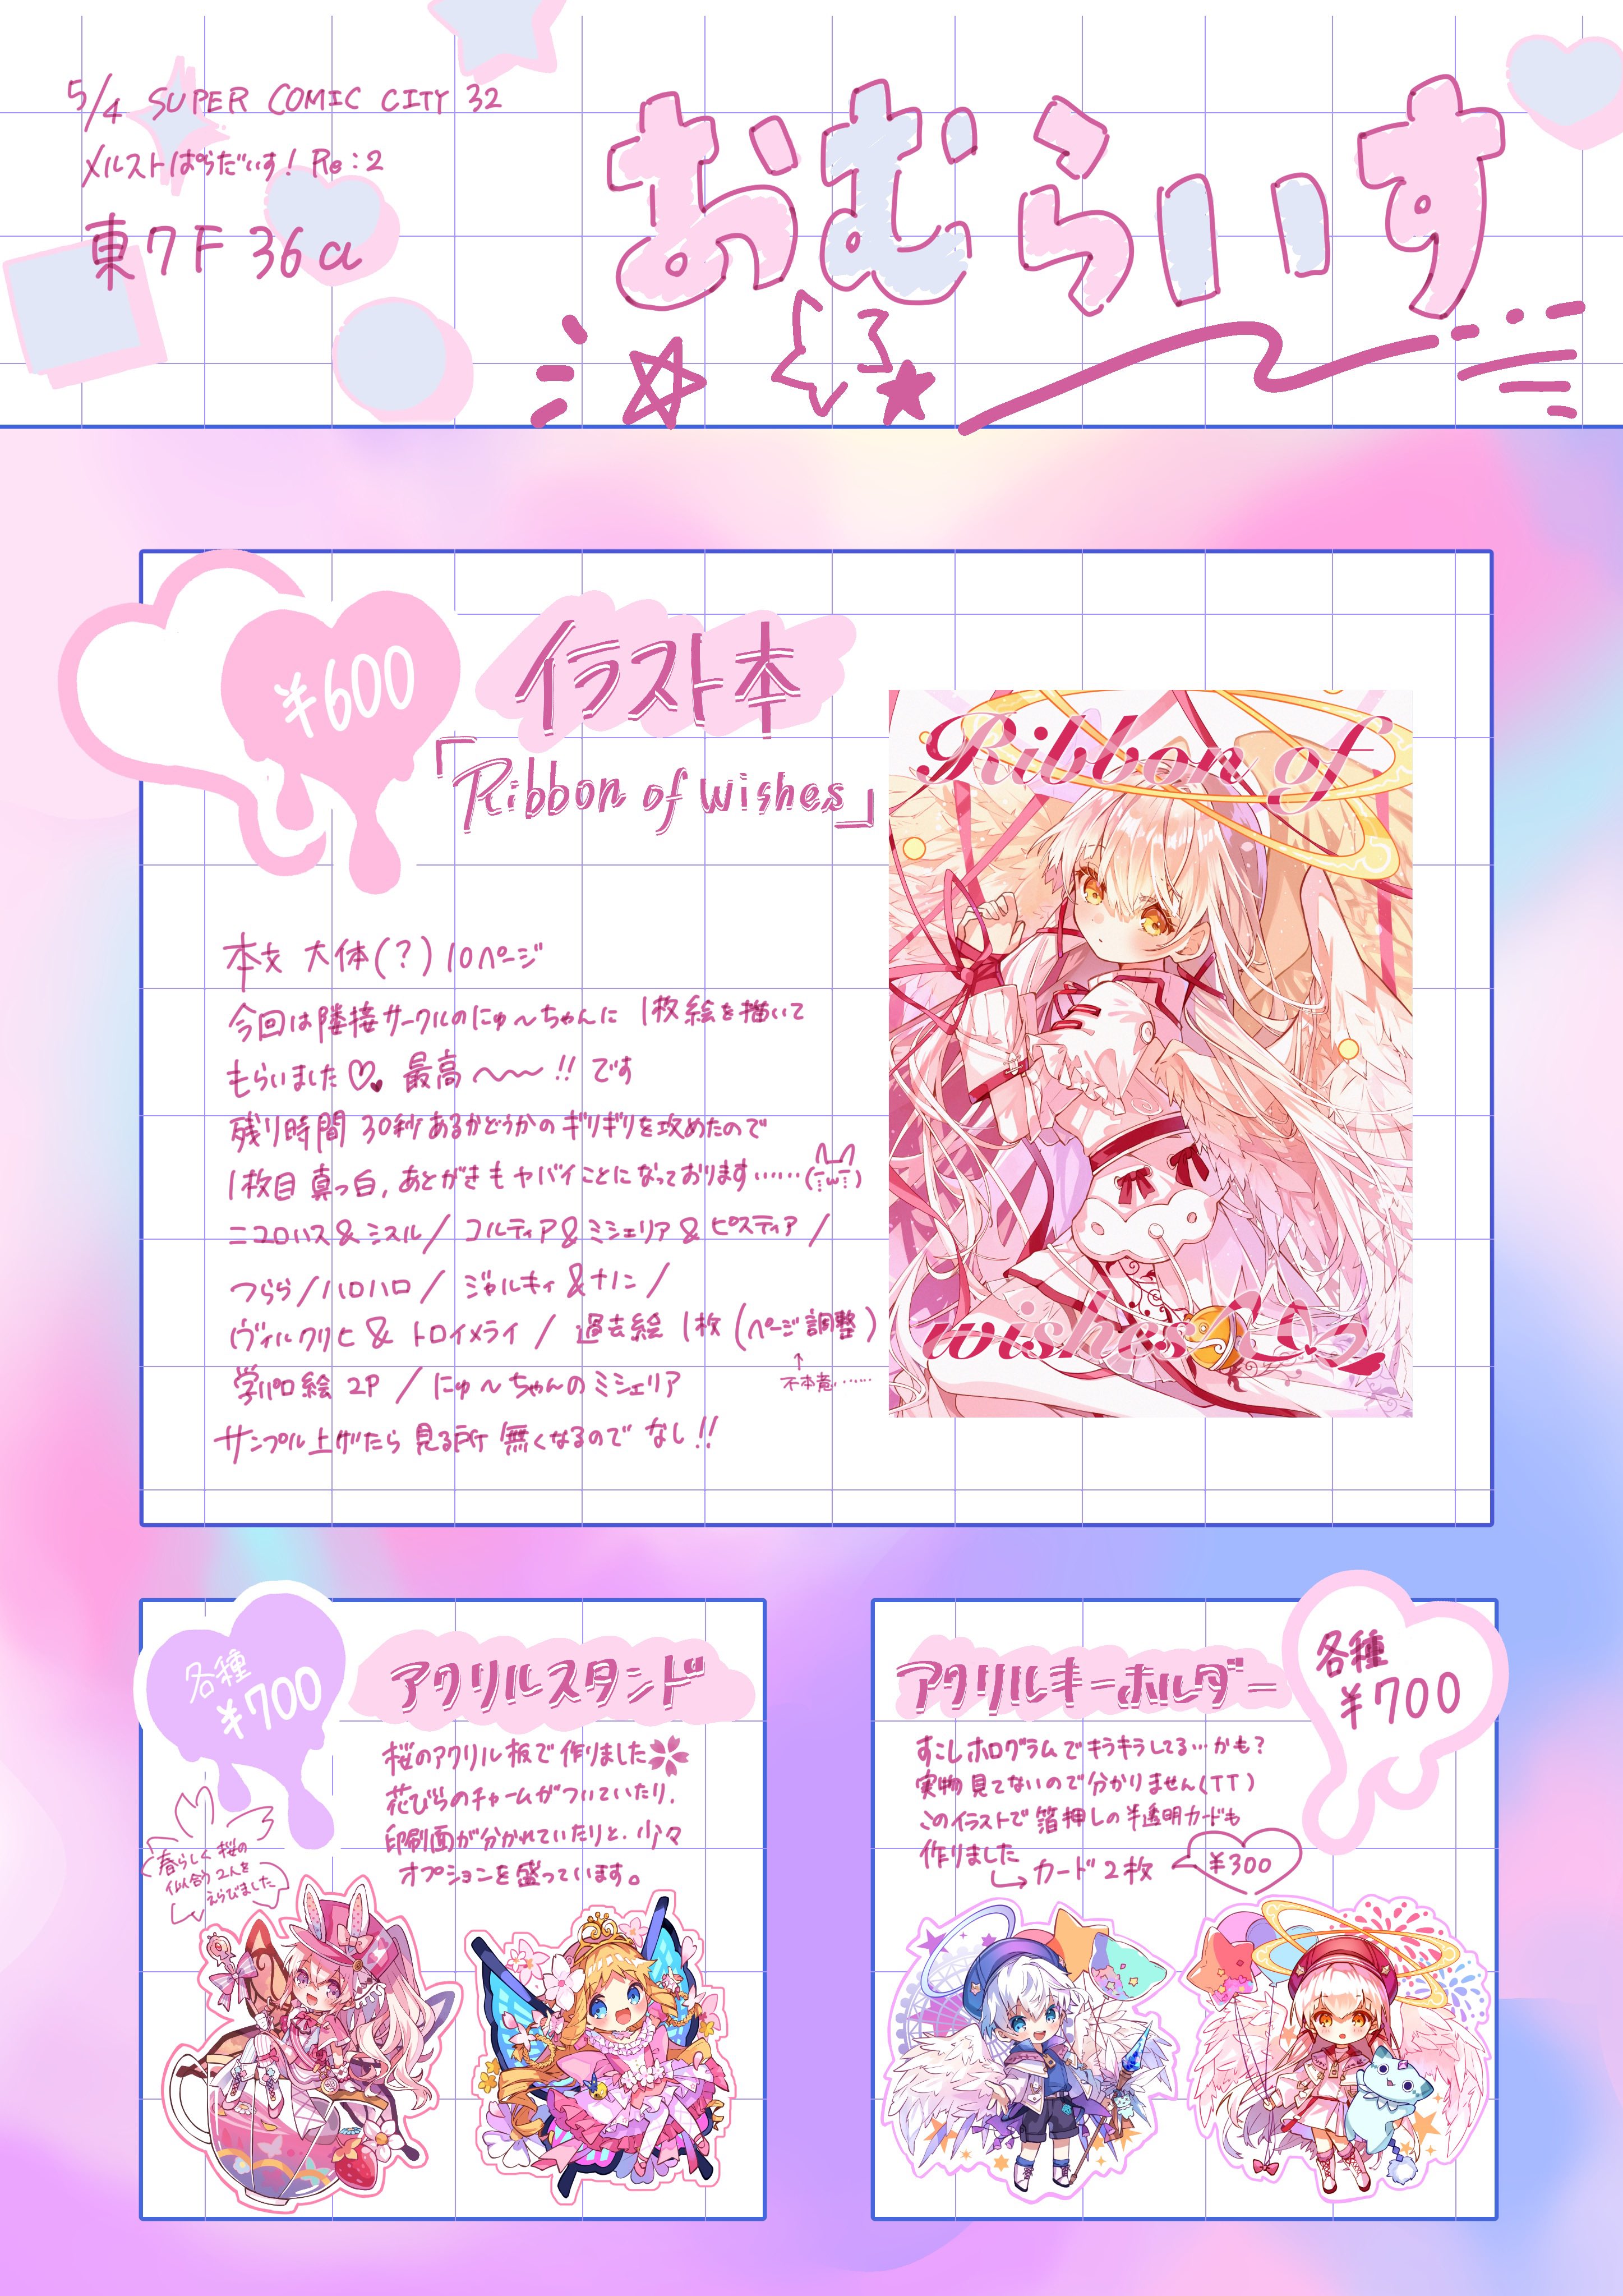 5/4 SUPER COMIC CITY 32
メルストぱらだいす! Re:2
東7F 36a
おむらいす
¥600
イラスト本
「Ribbon of wishes」
Ribbon of
wishes
本文 大体(?)10ページ
今回は隣接サークルのにゅ～ちゃんに 1枚絵を描いて
もらいました♡♥ 最高～～!! です
残り時間 30秒あるかどうかのギリギリを攻めたので
1枚目真っ白,あとがきもヤバイことになっております……(¨w¨)
ニコロハス&ミスル/ コルティア&ミシェリア&ピスティア/
つらら/ハロハロ/ ジャルキィ&ナノン/
ヴィルクリヒ& トロイメライ / 過去絵 1枚(ページ調整)
↑
不本意……
学パロ絵 2P / にゅ～ちゃんのミシェリア
サンプル上げたら 見る所 無くなるので なし!!
各種
¥700
アクリルスタンド
桜のアクリル板で作りました
花びらのチャームがついていたり、
印刷面が分かれていたりと、少々
オプションを盛っています。
春らしく桜の
似合う2人を
えらびました
アクリルキーホルダー
各種
¥700
すこしホログラムでキラキラしてる…かも?
実物見てないので分かりません(TT)
このイラストで箔押しの半透明カードも
作りました
カード2枚 ¥300